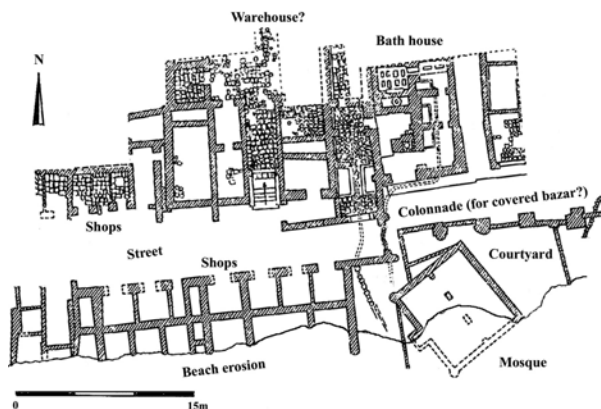 Warehouse?
Bath house
N
Shops
Colonnade (for covered bazar?)
Street
Shops
Courtyard
Beach erosion
Mosque
0
15m